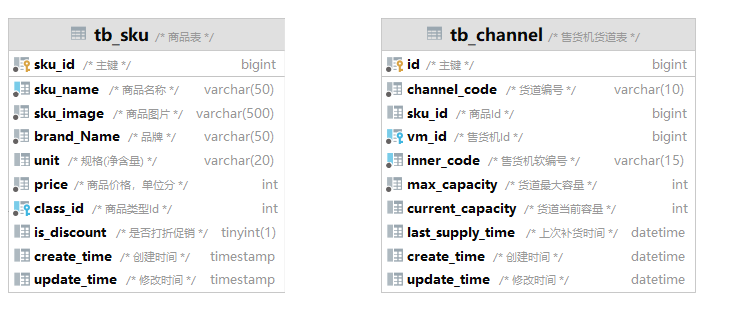 tb_sku /* 商品表 */
sku_id /* 主键 */ bigint
sku_name /* 商品名称 */ varchar(50)
sku_image /* 商品图片 */ varchar(500)
brand_Name /* 品牌 */ varchar(50)
unit /* 规格(净含量) */ varchar(20)
price /* 商品价格，单位分 */ int
class_id /* 商品类型Id */ int
is_discount /* 是否打折促销 */ tinyint(1)
create_time /* 创建时间 */ timestamp
update_time /* 修改时间 */ timestamp
tb_channel /* 售货机货道表 */
id /* 主键 */ bigint
channel_code /* 货道编号 */ varchar(10)
sku_id /* 商品Id */ bigint
vm_id /* 售货机Id */ bigint
inner_code /* 售货机软编号 */ varchar(15)
max_capacity /* 货道最大容量 */ int
current_capacity /* 货道当前容量 */ int
last_supply_time /* 上次补货时间 */ datetime
create_time /* 创建时间 */ datetime
update_time /* 修改时间 */ datetime